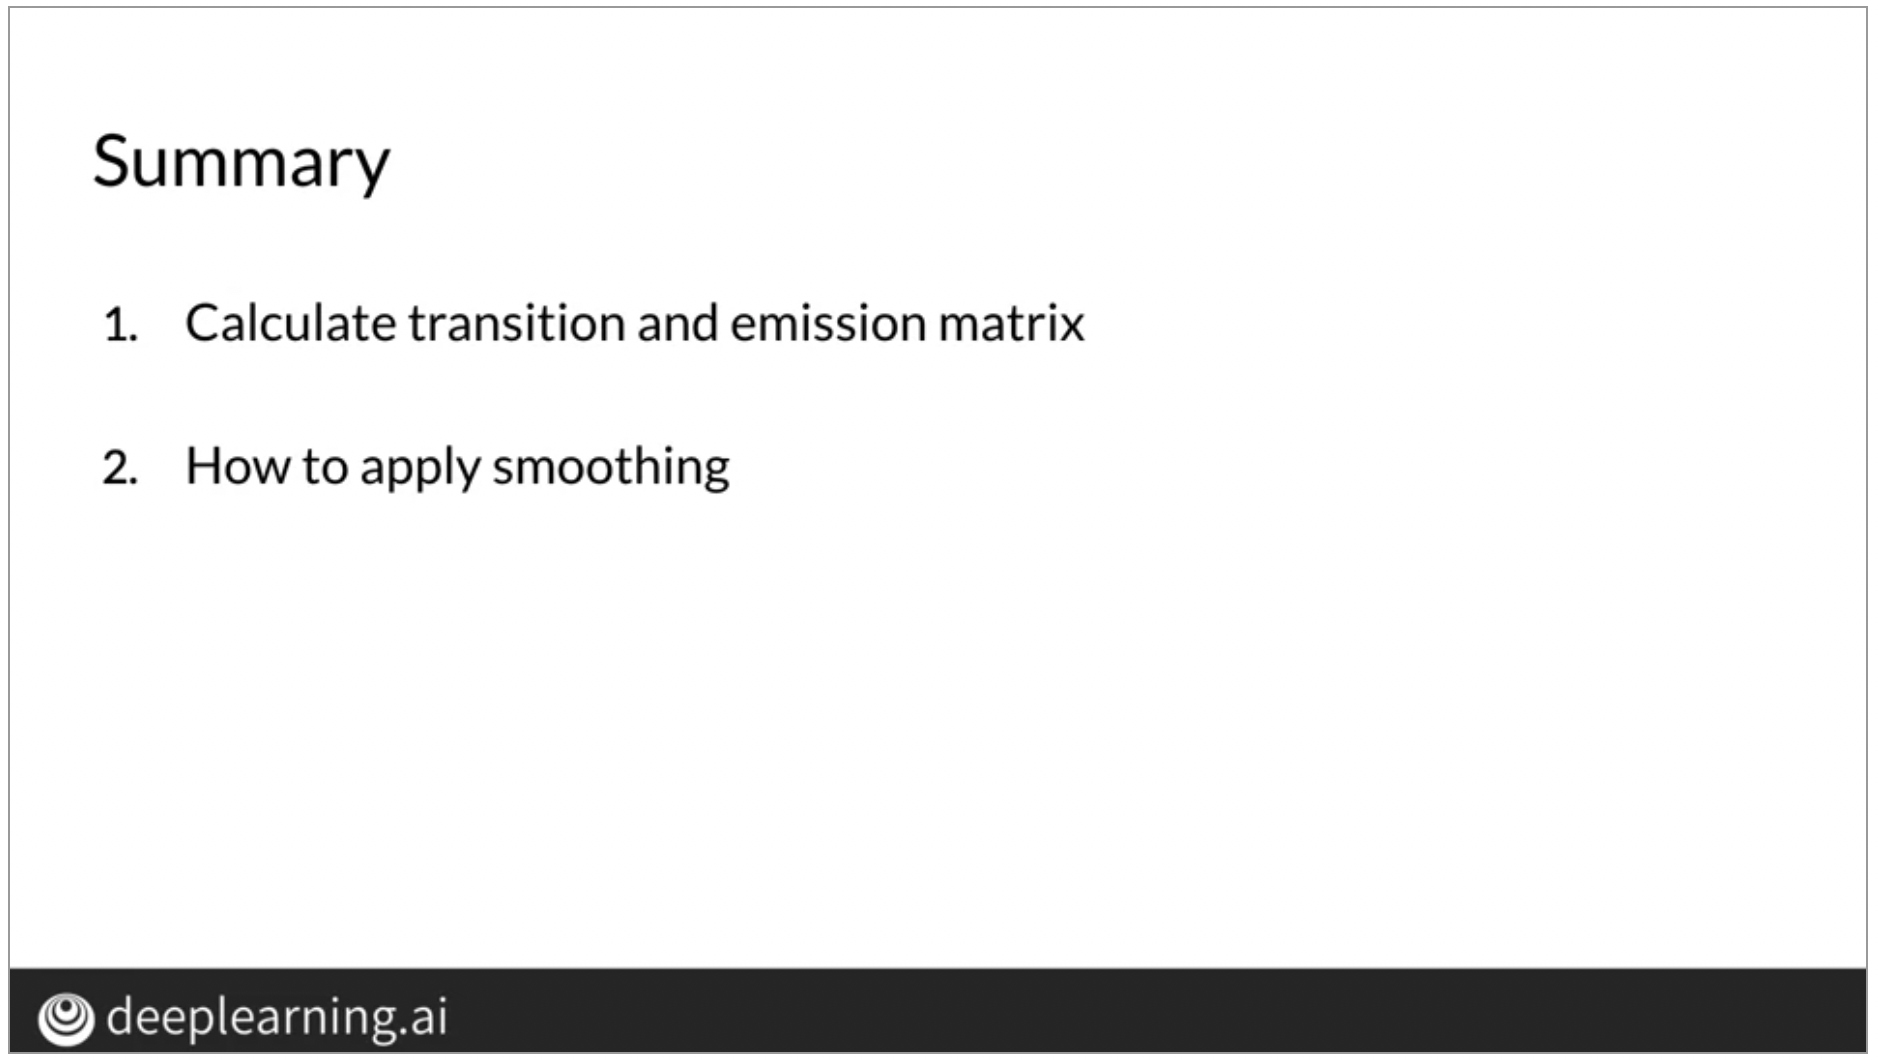 Summary
1. Calculate transition and emission matrix
2. How to apply smoothing
deeplearning.ai